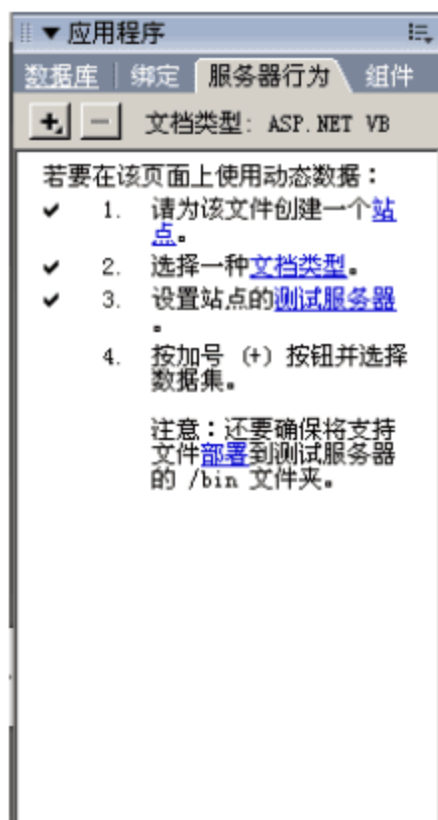 ▼ 应用程序
数据库 | 绑定 服务器行为 组件
+ − 文档类型: ASP.NET VB
若要在该页面上使用动态数据：
✔ 1. 请为该文件创建一个站
点。
✔ 2. 选择一种文档类型。
✔ 3. 设置站点的测试服务器
。
4. 按加号 (+) 按钮并选择
数据集。
注意：还要确保将支持
文件部署到测试服务器
的 /bin 文件夹。